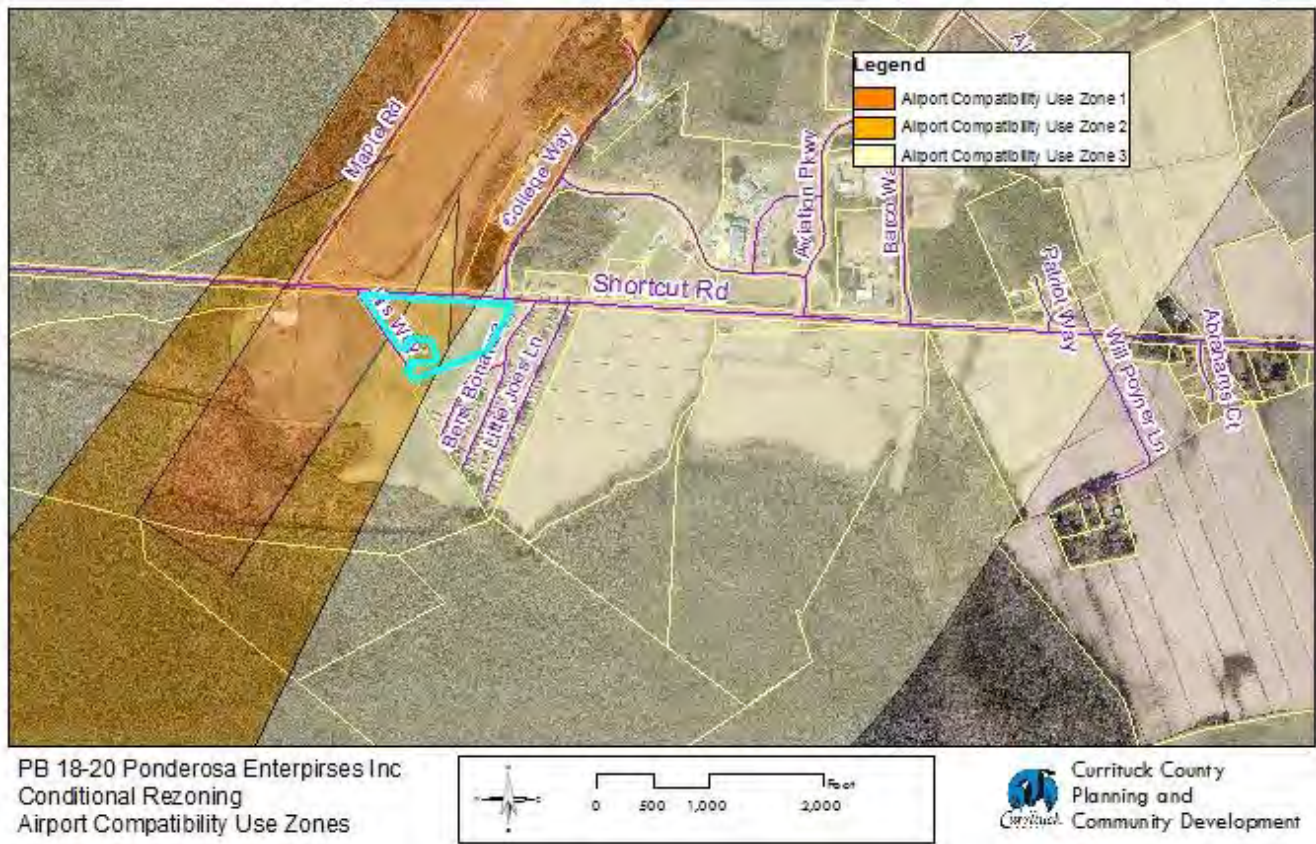 Legend
Airport Compatibility Use Zone 1
Airport Compatibility Use Zone 2
Airport Compatibility Use Zone 3
Maple Rd
College Way
Aviation Pkwy
Shortcut Rd
Patriot Way
Will Poyner Ln
Abrahams Ct
Little Joe's Ln
PB 18-20 Ponderosa Enterpirses Inc
Conditional Rezoning
Airport Compatibility Use Zones
0 500 1,000 2,000
Feet
Currituck
Currituck County
Planning and
Community Development